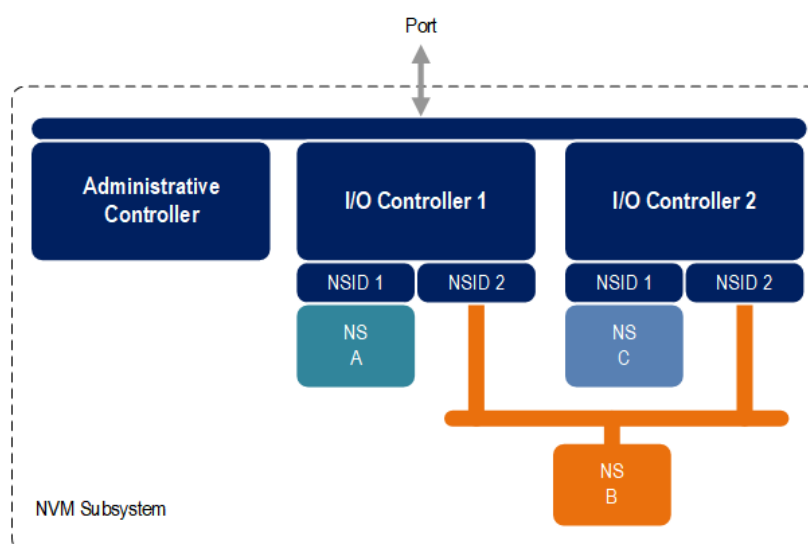 Port
Administrative
Controller
I/O Controller 1
I/O Controller 2
NSID 1
NSID 2
NSID 1
NSID 2
NS
A
NS
C
NS
B
NVM Subsystem